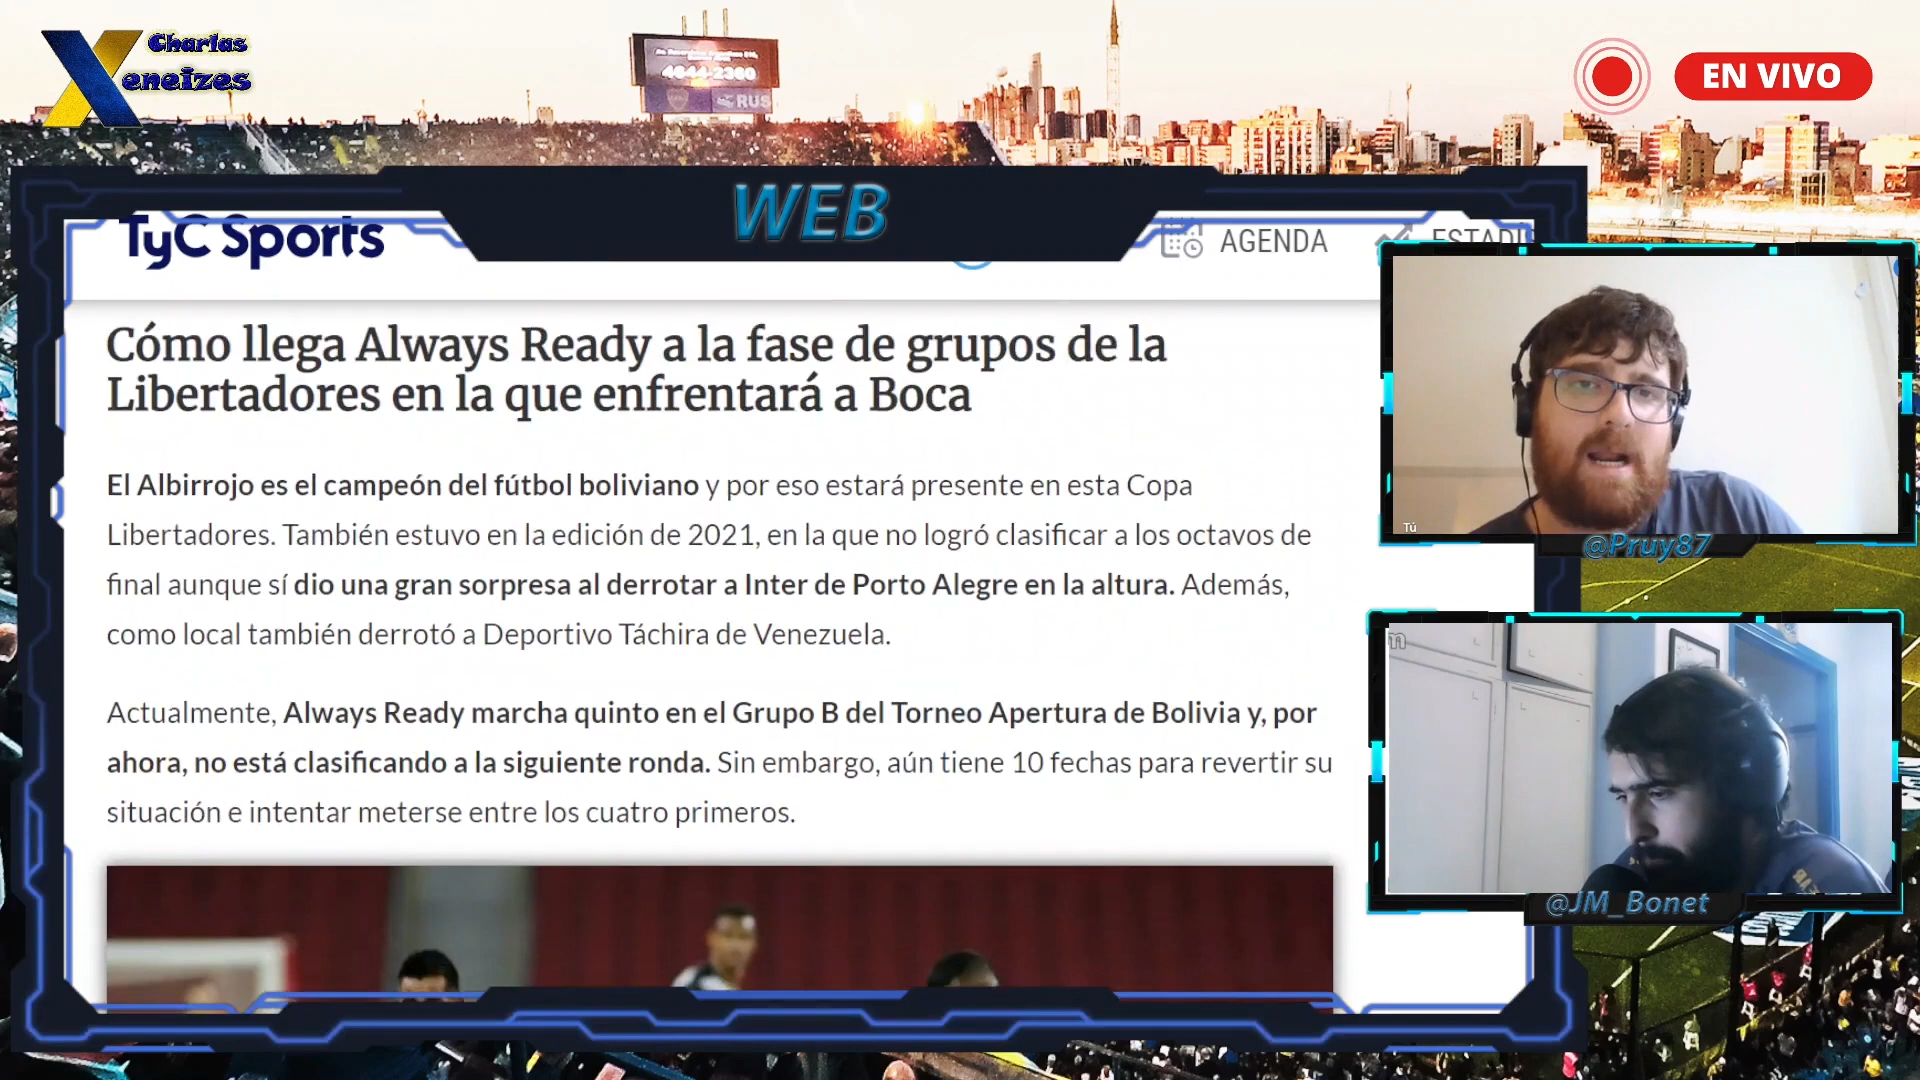 Charlas
Xeneizes
4644-2360
RUS
EN VIVO
WEB
TyC Sports
AGENDA
Cómo llega Always Ready a la fase de grupos de la
Libertadores en la que enfrentará a Boca
El Albirrojo es el campeón del fútbol boliviano y por eso estará presente en esta Copa
Libertadores. También estuvo en la edición de 2021, en la que no logró clasificar a los octavos de
final aunque sí dio una gran sorpresa al derrotar a Inter de Porto Alegre en la altura. Además,
como local también derrotó a Deportivo Táchira de Venezuela.
Actualmente, Always Ready marcha quinto en el Grupo B del Torneo Apertura de Bolivia y, por
ahora, no está clasificando a la siguiente ronda. Sin embargo, aún tiene 10 fechas para revertir su
situación e intentar meterse entre los cuatro primeros.
Tú
@Pruy87
@JM_Bonet